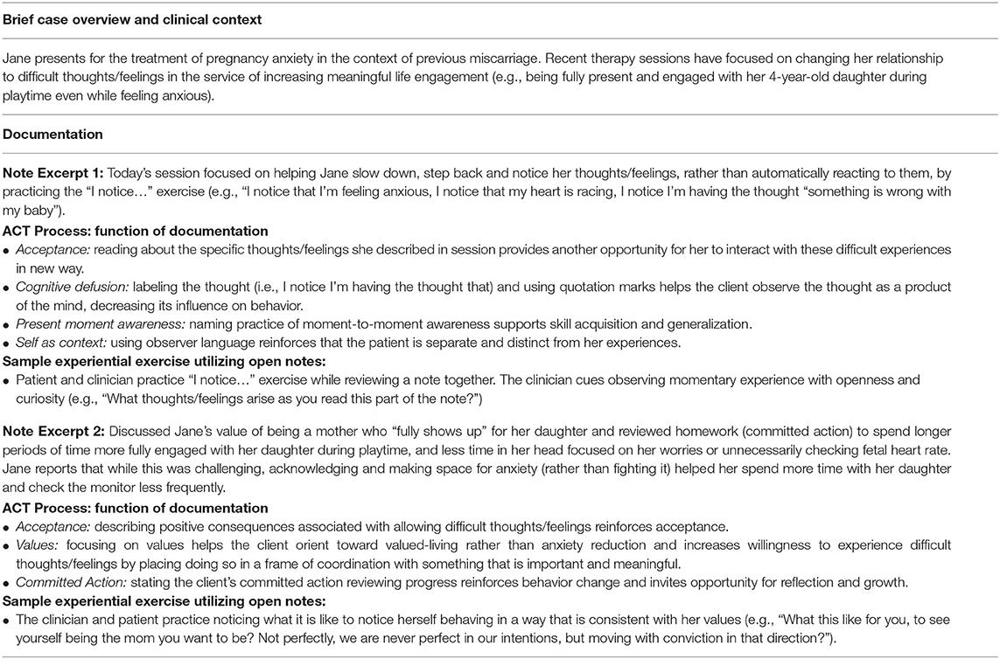 Brief case overview and clinical context
Jane presents for the treatment of pregnancy anxiety in the context of previous miscarriage. Recent therapy sessions have focused on changing her relationship
to difficult thoughts/feelings in the service of increasing meaningful life engagement (e.g., being fully present and engaged with her 4-year-old daughter during
playtime even while feeling anxious).
Documentation
Note Excerpt 1: Today's session focused on helping Jane slow down, step back and notice her thoughts/feelings, rather than automatically reacting to them, by
practicing the "I notice…" exercise (e.g., "I notice that I'm feeling anxious, I notice that my heart is racing, I notice I'm having the thought "something is wrong with
my baby").
ACT Process: function of documentation
● Acceptance: reading about the specific thoughts/feelings she described in session provides another opportunity for her to interact with these difficult experiences
in new way.
● Cognitive defusion: labeling the thought (i.e., I notice I'm having the thought that) and using quotation marks helps the client observe the thought as a product
of the mind, decreasing its influence on behavior.
● Present moment awareness: naming practice of moment-to-moment awareness supports skill acquisition and generalization.
● Self as context: using observer language reinforces that the patient is separate and distinct from her experiences.
Sample experiential exercise utilizing open notes:
● Patient and clinician practice "I notice…" exercise while reviewing a note together. The clinician cues observing momentary experience with openness and
curiosity (e.g., "What thoughts/feelings arise as you read this part of the note?")
Note Excerpt 2: Discussed Jane's value of being a mother who "fully shows up" for her daughter and reviewed homework (committed action) to spend longer
periods of time more fully engaged with her daughter during playtime, and less time in her head focused on her worries or unnecessarily checking fetal heart rate.
Jane reports that while this was challenging, acknowledging and making space for anxiety (rather than fighting it) helped her spend more time with her daughter
and check the monitor less frequently.
ACT Process: function of documentation
● Acceptance: describing positive consequences associated with allowing difficult thoughts/feelings reinforces acceptance.
● Values: focusing on values helps the client orient toward valued-living rather than anxiety reduction and increases willingness to experience difficult
thoughts/feelings by placing doing so in a frame of coordination with something that is important and meaningful.
● Committed Action: stating the client's committed action reviewing progress reinforces behavior change and invites opportunity for reflection and growth.
Sample experiential exercise utilizing open notes:
● The clinician and patient practice noticing what it is like to notice herself behaving in a way that is consistent with her values (e.g., "What this like for you, to see
yourself being the mom you want to be? Not perfectly, we are never perfect in our intentions, but moving with conviction in that direction?").